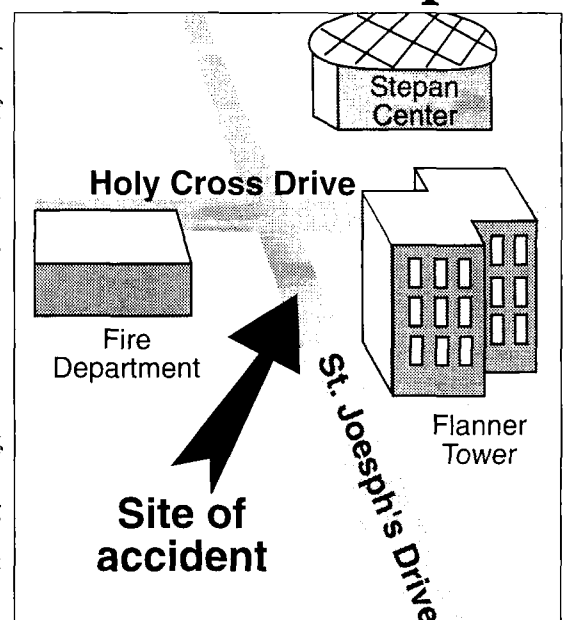 Stepan
Center
Holy Cross Drive
Fire
Department
St. Joesph's Drive
Flanner
Tower
Site of
accident